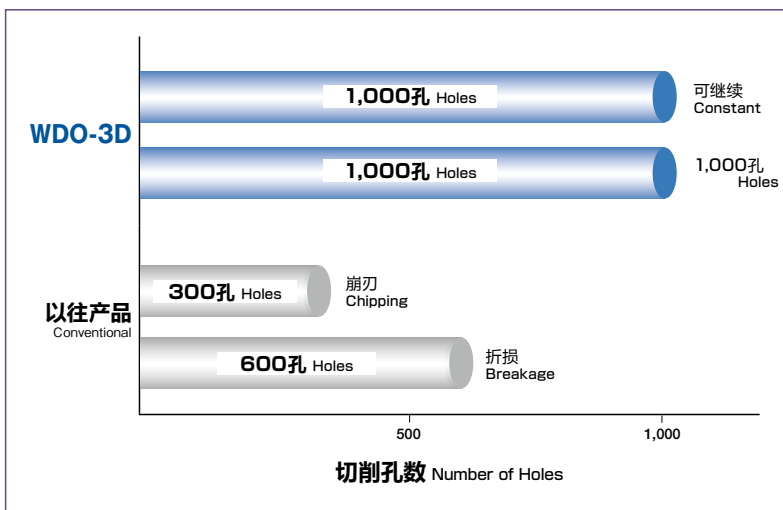 WDO-3D
1,000孔 Holes
可继续
Constant
1,000孔 Holes
1,000孔
Holes
以往产品
Conventional
300孔 Holes
崩刃
Chipping
600孔 Holes
折损
Breakage
500
1,000
切削孔数 Number of Holes